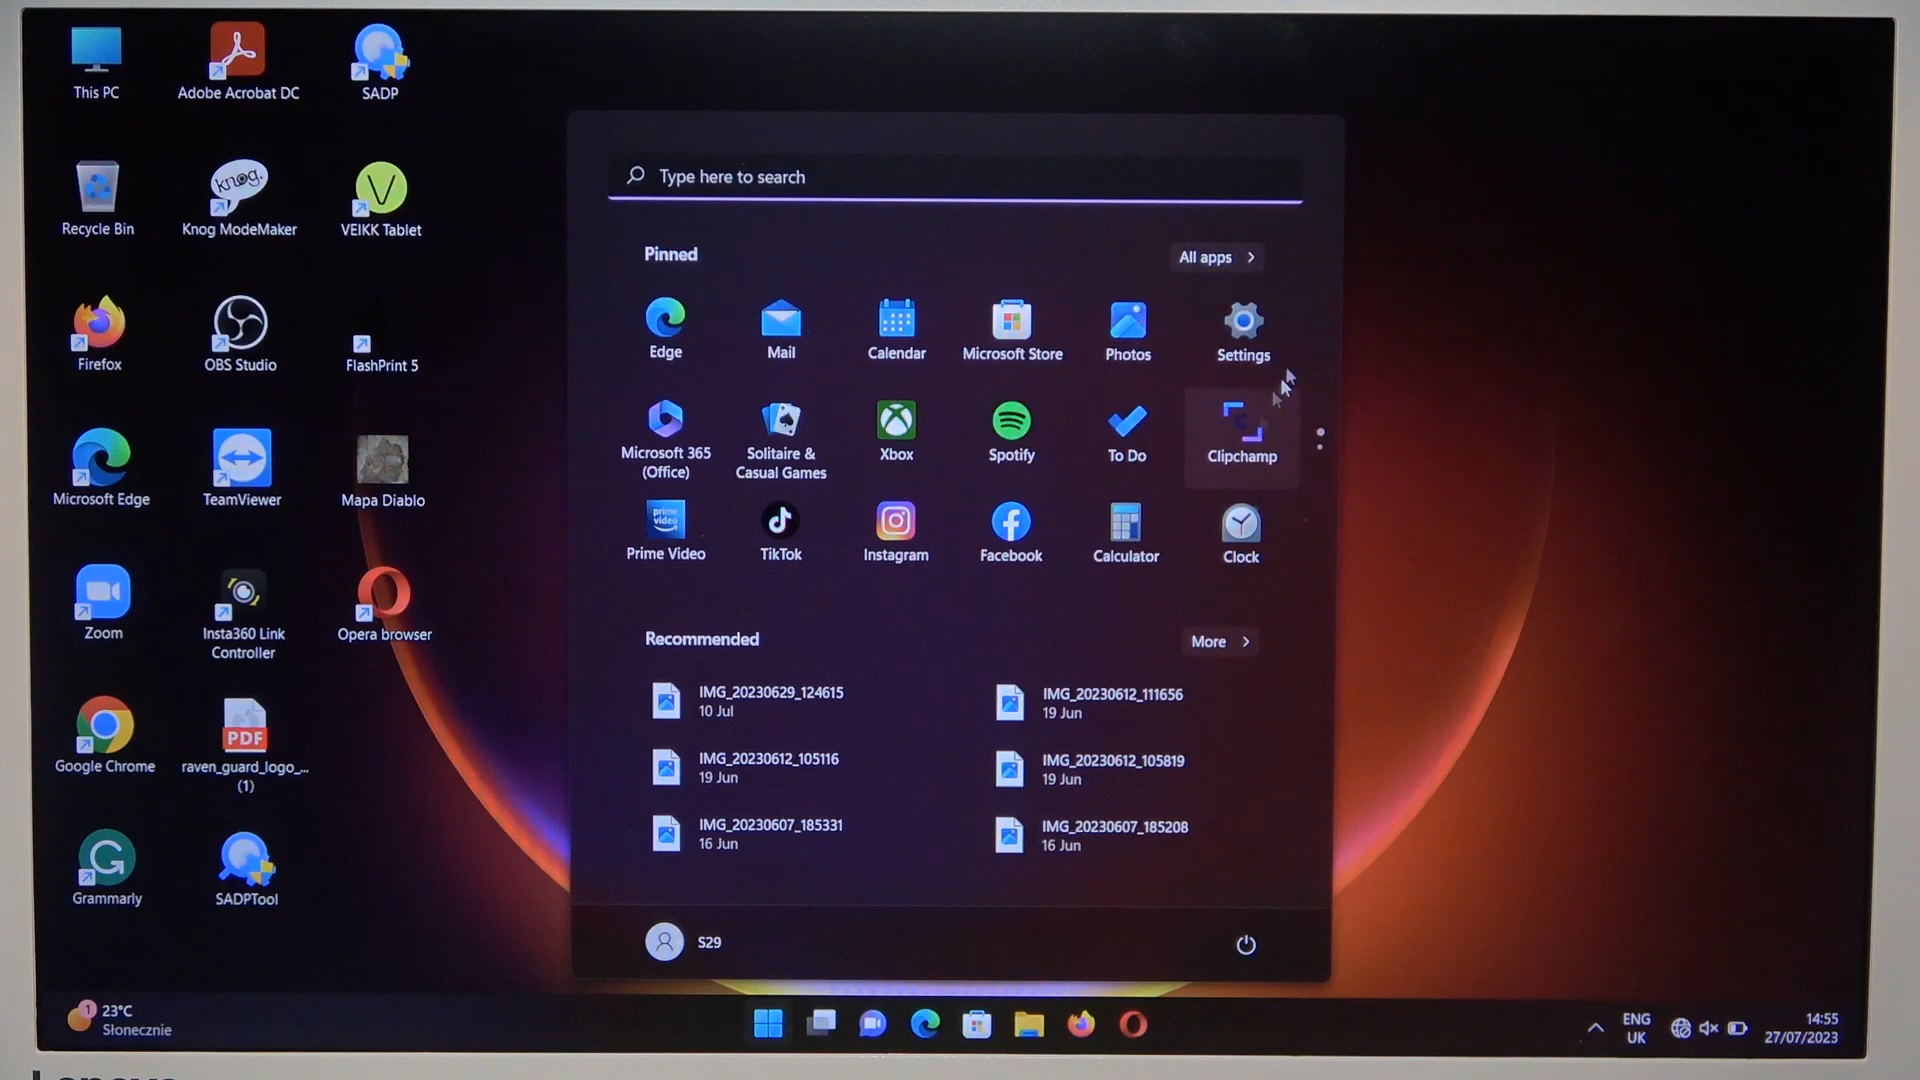 This PC
Adobe Acrobat DC
SADP
Recycle Bin
knog.
Knog ModeMaker
V
VEIKK Tablet
Firefox
OBS Studio
FlashPrint 5
Microsoft Edge
TeamViewer
Mapa Diablo
Zoom
Insta360 Link
Controller
Opera browser
Google Chrome
PDF
raven_guard_logo_...
(1)
G
Grammarly
SADPTool
Type here to search
Pinned
All apps
Edge
Mail
Calendar
Microsoft Store
Photos
Settings
Microsoft 365
(Office)
Solitaire &
Casual Games
Xbox
Spotify
To Do
Clipchamp
prime
video
Prime Video
TikTok
Instagram
Facebook
Calculator
Clock
Recommended
More
IMG_20230629_124615
10 Jul
IMG_20230612_111656
19 Jun
IMG_20230612_105116
19 Jun
IMG_20230612_105819
19 Jun
IMG_20230607_185331
16 Jun
IMG_20230607_185208
16 Jun
S29
1
23°C
Słonecznie
ENG
UK
14:55
27/07/2023